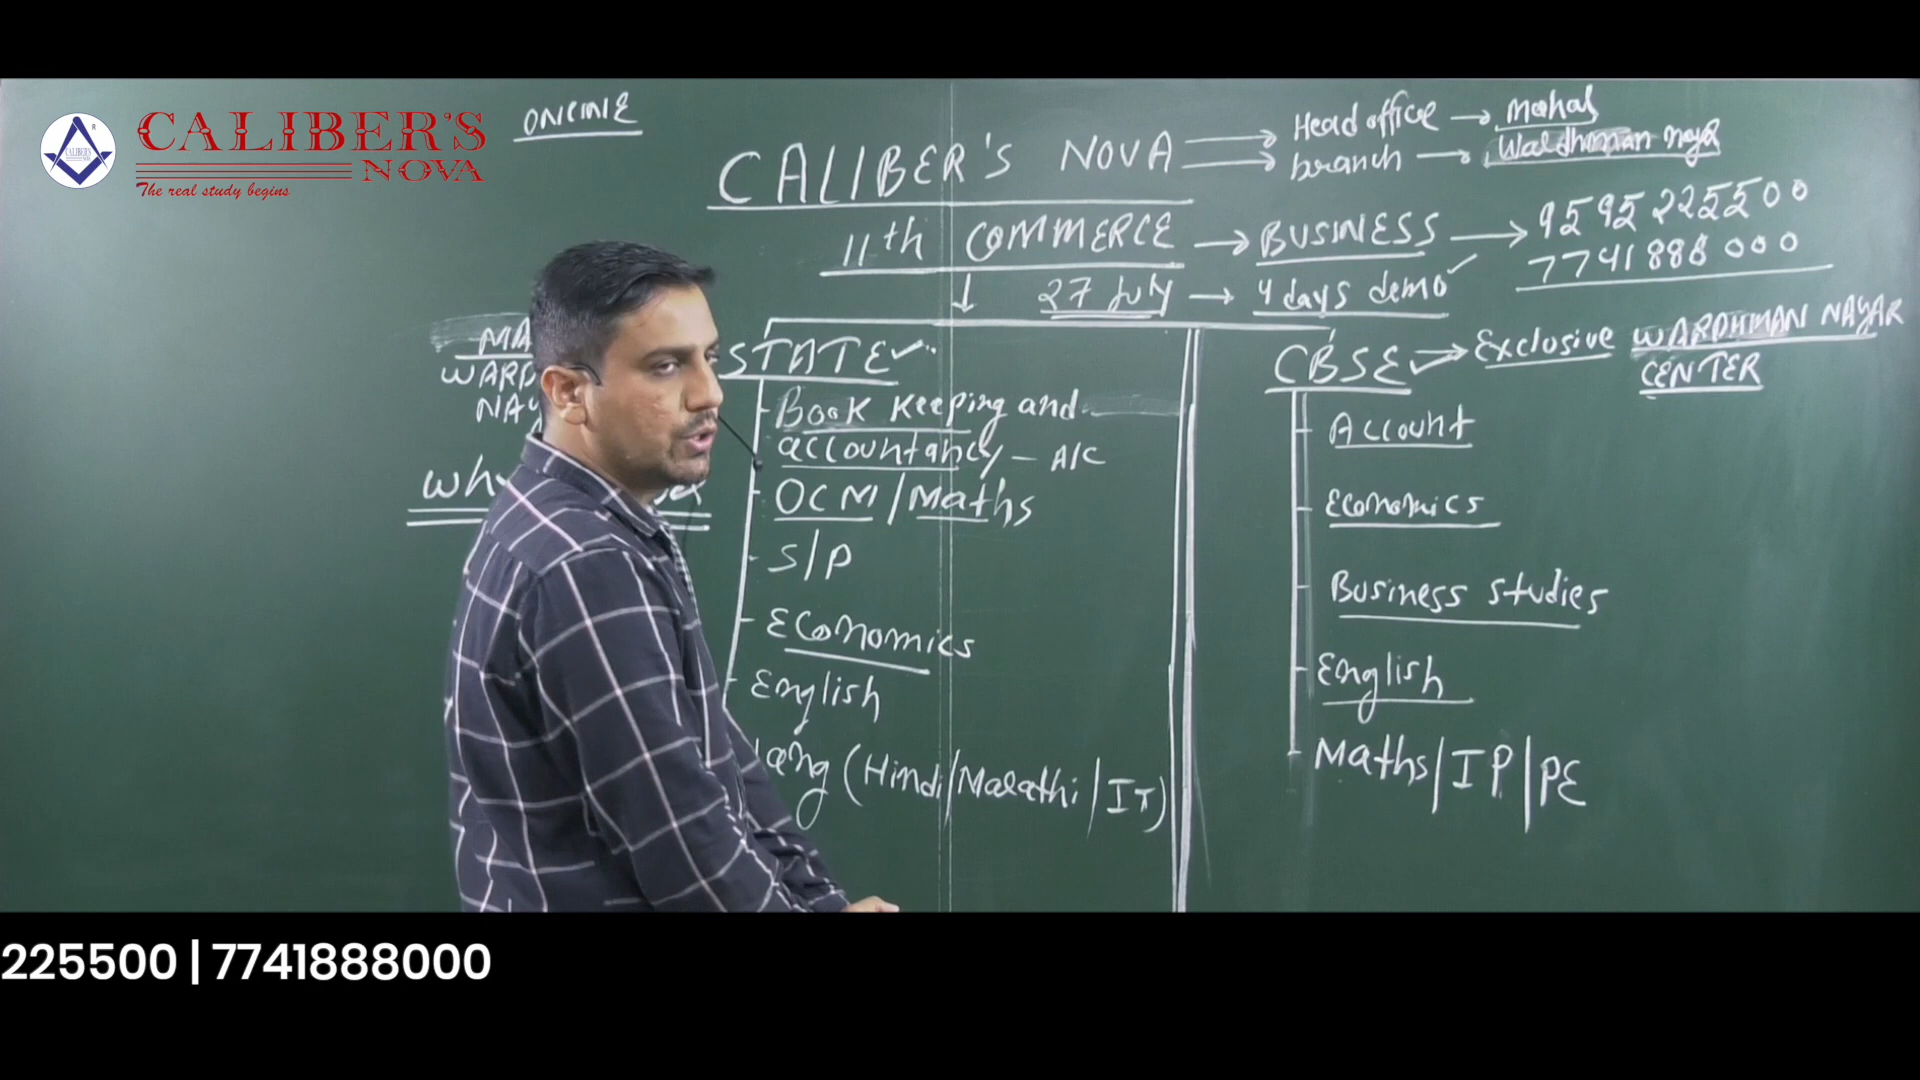 CALIBER'S
NOVA
The real study begins
ONLINE
CALIBER'S NOVA
Head office → Mahal
branch → Wardhaman nagar
11th COMMERCE → BUSINESS → 9595225500
7741888000
27 July → 4 days demo ✓
STATE ✓
Book Keeping and
accountancy – A/C
OCM / Maths
S/P
Economics
English
lang (Hindi/Marathi/IT)
CBSE ✓ → Exclusive WARDHMAN NAGAR
CENTER
Account
Economics
Business studies
English
Maths/IP/PE
225500 | 7741888000